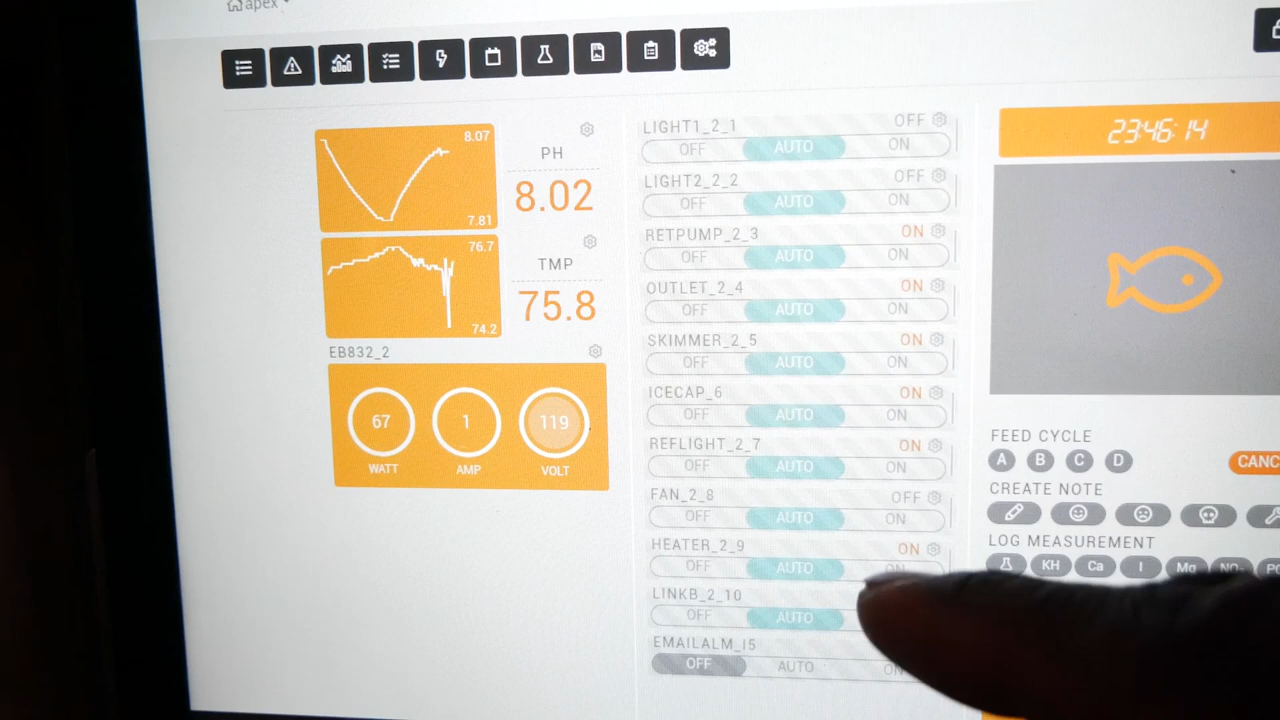 apex
8.07
PH
8.02
7.81
76.7
TMP
75.8
74.2
EB832_2
67
1
119
WATT
AMP
VOLT
LIGHT1_2_1 OFF
OFF AUTO ON
LIGHT2_2_2 OFF
OFF AUTO ON
RETPUMP_2_3 ON
OFF AUTO ON
OUTLET_2_4 ON
OFF AUTO ON
SKIMMER_2_5 ON
OFF AUTO ON
ICECAP_6 ON
OFF AUTO ON
REFLIGHT_2_7 ON
OFF AUTO ON
FAN_2_8 OFF
OFF AUTO ON
HEATER_2_9 ON
OFF AUTO ON
LINKB_2_10
OFF AUTO
EMAILALM_I5
OFF AUTO ON
23:46:14
FEED CYCLE
A B C D CANC
CREATE NOTE
LOG MEASUREMENT
KH Ca I Mg NO PO